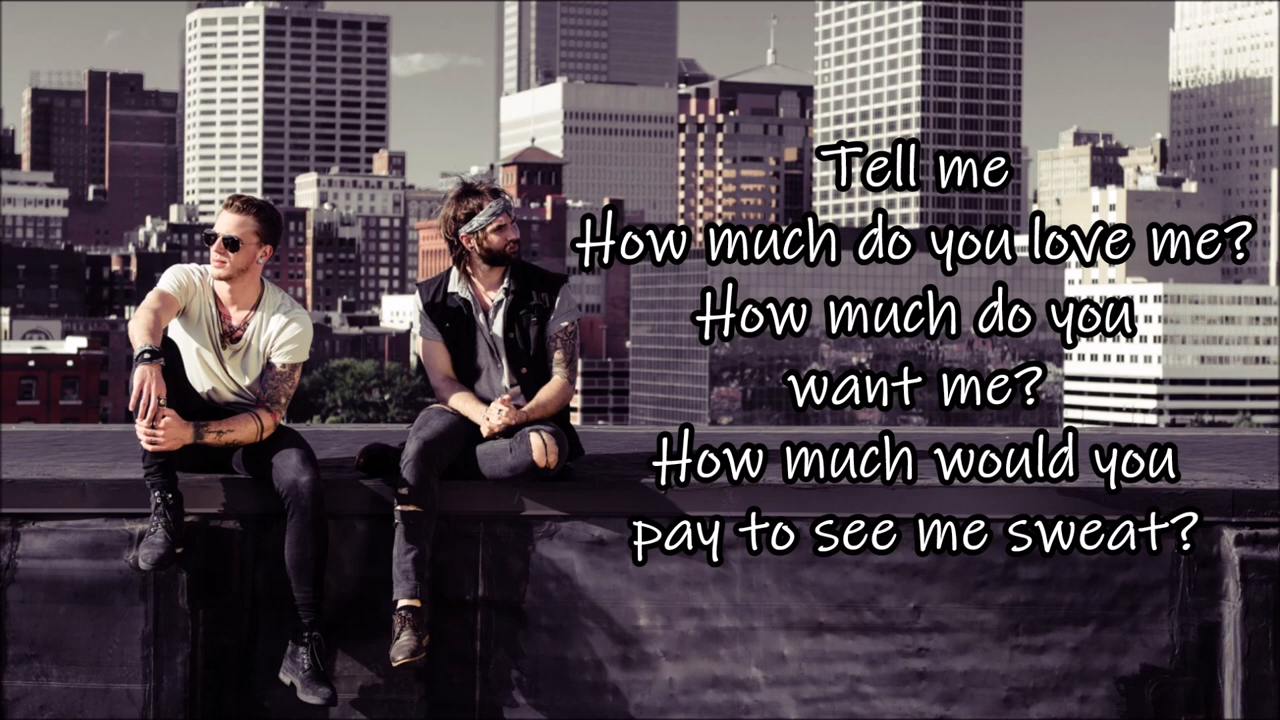 Tell me
How much do you love me?
How much do you
want me?
How much would you
pay to see me sweat?